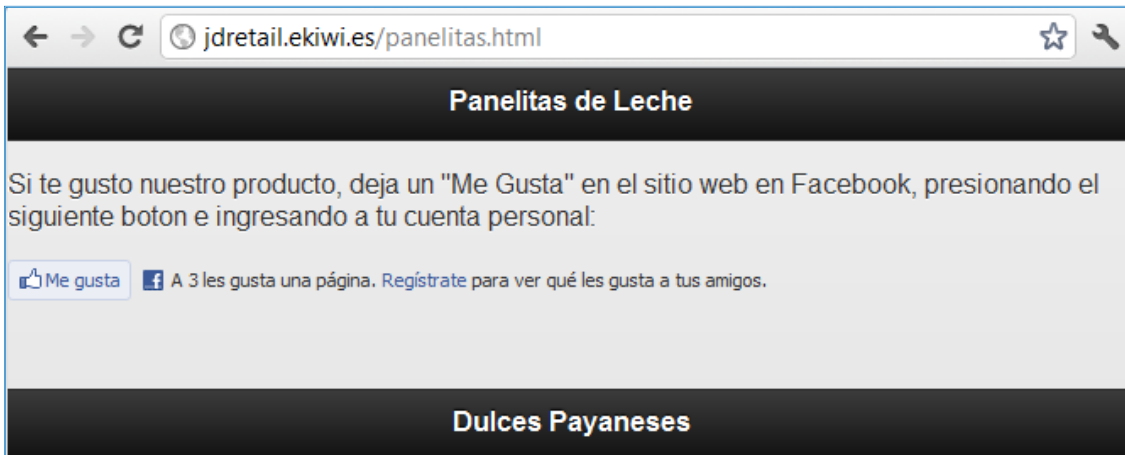 jdretail.ekiwi.es/panelitas.html
Panelitas de Leche
Si te gusto nuestro producto, deja un "Me Gusta" en el sitio web en Facebook, presionando el
siguiente boton e ingresando a tu cuenta personal:
Me gusta f A 3 les gusta una página. Regístrate para ver qué les gusta a tus amigos.
Dulces Payaneses